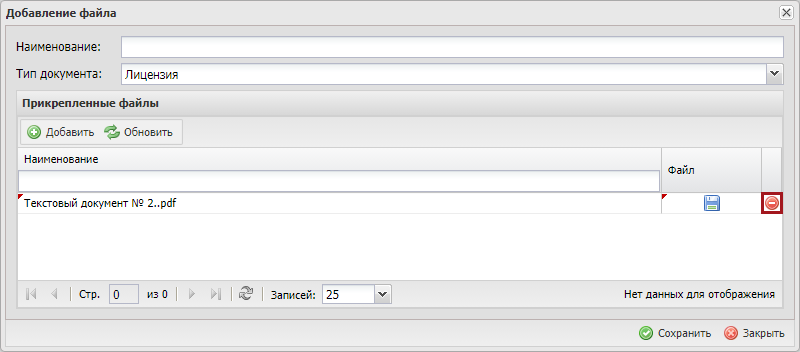 Добавление файла
Наименование:
Тип документа: Лицензия
Прикрепленные файлы
Добавить Обновить
Наименование Файл
Текстовый документ № 2..pdf
Стр. 0 из 0 Записей: 25 Нет данных для отображения
Сохранить Закрыть